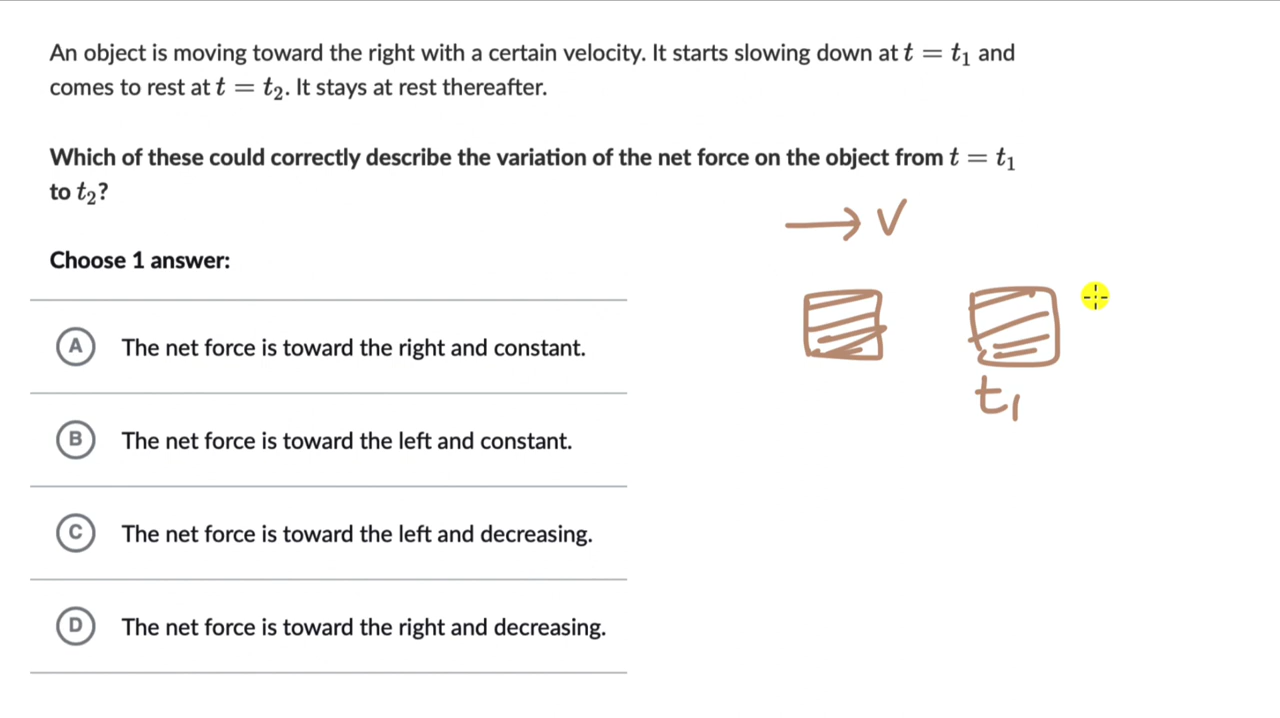 An object is moving toward the right with a certain velocity. It starts slowing down at t = t₁ and
comes to rest at t = t₂. It stays at rest thereafter.
Which of these could correctly describe the variation of the net force on the object from t = t₁
to t₂?
Choose 1 answer:
A The net force is toward the right and constant.
B The net force is toward the left and constant.
C The net force is toward the left and decreasing.
D The net force is toward the right and decreasing.
→ V
t₁